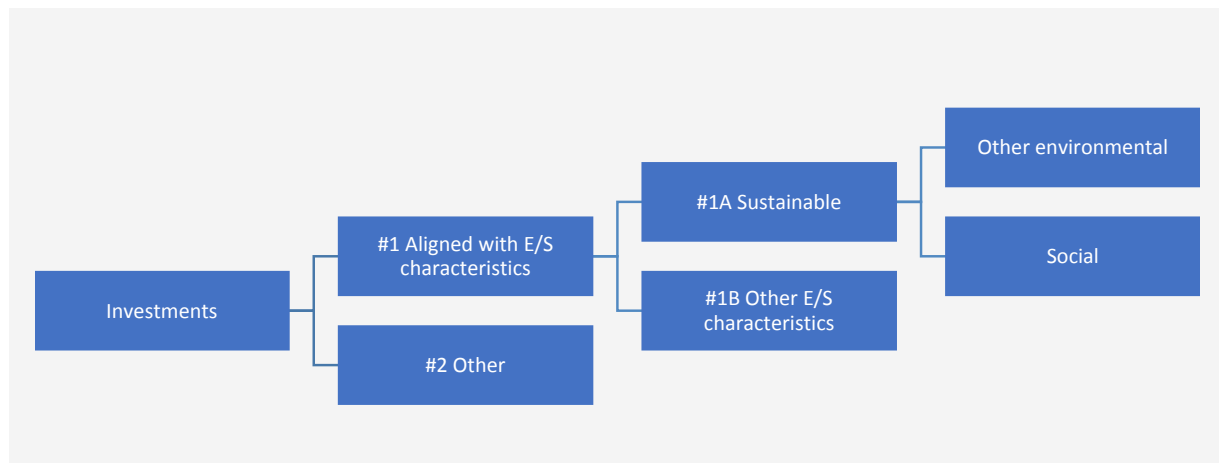 Investments
#1 Aligned with E/S
characteristics
#2 Other
#1A Sustainable
#1B Other E/S
characteristics
Other environmental
Social